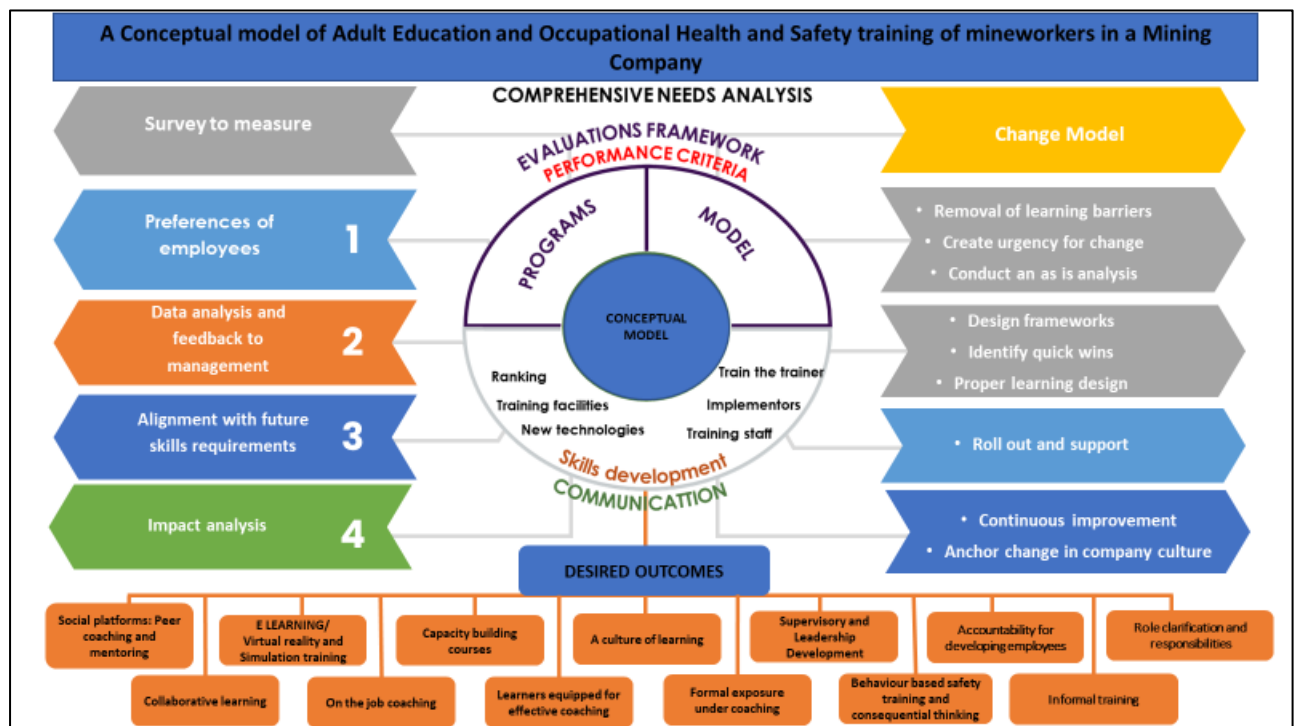 A Conceptual model of Adult Education and Occupational Health and Safety training of mineworkers in a Mining
Company
COMPREHENSIVE NEEDS ANALYSIS
EVALUATIONS FRAMEWORK
PERFORMANCE CRITERIA
Survey to measure
Preferences of
employees
1
Data analysis and
feedback to
management
2
Alignment with future
skills requirements
3
Impact analysis
4
PROGRAMS
MODEL
CONCEPTUAL
MODEL
Ranking
Training facilities
New technologies
Train the trainer
Implementors
Training staff
Skills development
COMMUNICATTION
Change Model
• Removal of learning barriers
• Create urgency for change
• Conduct an as is analysis
• Design frameworks
• Identify quick wins
• Proper learning design
• Roll out and support
• Continuous improvement
• Anchor change in company culture
DESIRED OUTCOMES
Social platforms: Peer
coaching and
mentoring
E LEARNING/
Virtual reality and
Simulation training
Capacity building
courses
A culture of learning
Supervisory and
Leadership
Development
Accountability for
developing employees
Role clarification and
responsibilities
Collaborative learning
On the job coaching
Learners equipped for
effective coaching
Formal exposure
under coaching
Behaviour based safety
training and
consequential thinking
Informal training